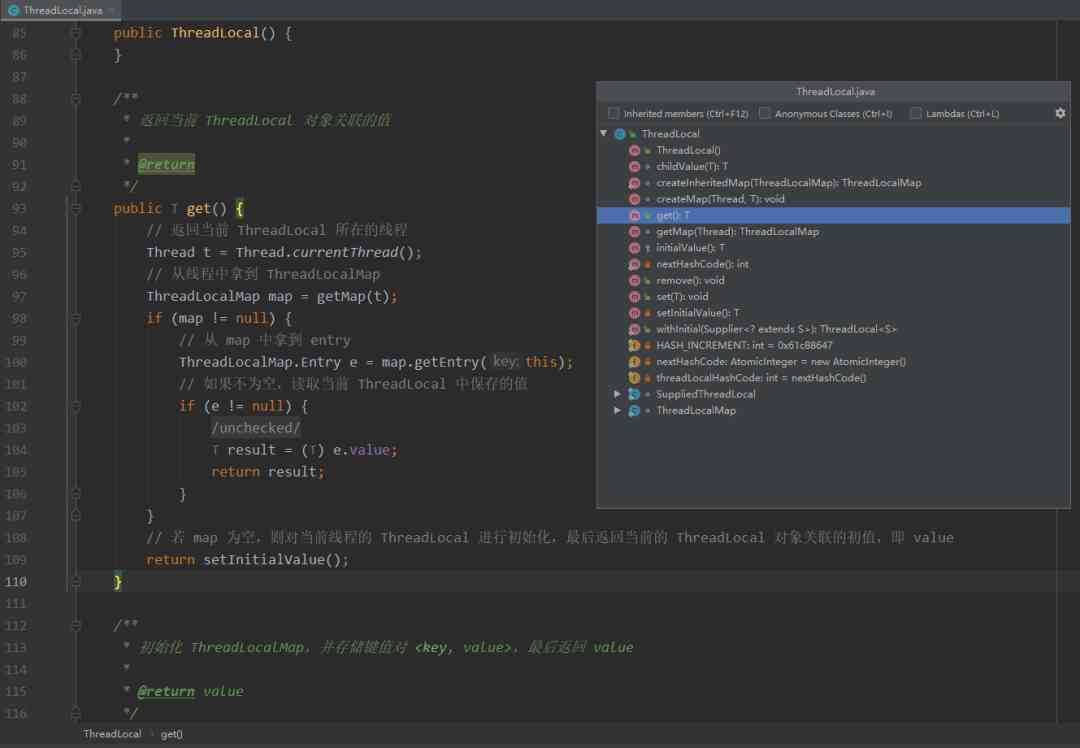 ThreadLocal.java
85 public ThreadLocal() {
86 }
87
88 /**
89 * 返回当前 ThreadLocal 对象关联的值
90 *
91 * @return
92 */
93 public T get() {
94 // 返回当前 ThreadLocal 所在的线程
95 Thread t = Thread.currentThread();
96 // 从线程中拿到 ThreadLocalMap
97 ThreadLocalMap map = getMap(t);
98 if (map != null) {
99 // 从 map 中拿到 entry
100 ThreadLocalMap.Entry e = map.getEntry( key: this);
101 // 如果不为空，读取当前 ThreadLocal 中保存的值
102 if (e != null) {
103 /unchecked/
104 T result = (T) e.value;
105 return result;
106 }
107 }
108 // 若 map 为空，则对当前线程的 ThreadLocal 进行初始化，最后返回当前的 ThreadLocal 对象关联的初值，即 value
109 return setInitialValue();
110 }
111
112 /**
113 * 初始化 ThreadLocalMap，并存储键值对 <key, value>，最后返回 value
114 *
115 * @return value
116 */
ThreadLocal › get()
ThreadLocal.java
Inherited members (Ctrl+F12) Anonymous Classes (Ctrl+I) Lambdas (Ctrl+L)
ThreadLocal
ThreadLocal()
childValue(T): T
createInheritedMap(ThreadLocalMap): ThreadLocalMap
createMap(Thread, T): void
get(): T
getMap(Thread): ThreadLocalMap
initialValue(): T
nextHashCode(): int
remove(): void
set(T): void
setInitialValue(): T
withInitial(Supplier<? extends S>): ThreadLocal<S>
HASH_INCREMENT: int = 0x61c88647
nextHashCode: AtomicInteger = new AtomicInteger()
threadLocalHashCode: int = nextHashCode()
SuppliedThreadLocal
ThreadLocalMap